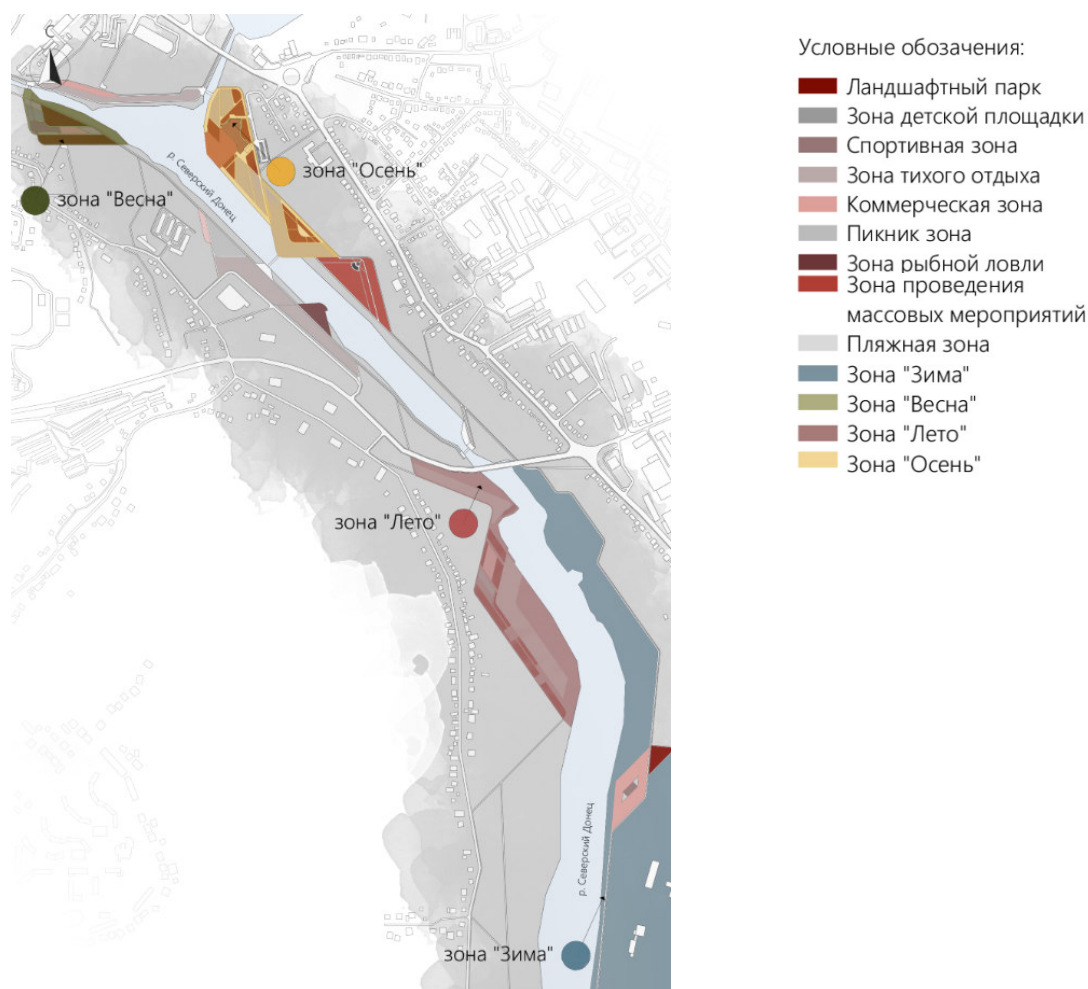 С
р. Северский Донец
зона "Осень"
зона "Весна"
зона "Лето"
р. Северский Донец
зона "Зима"
Условные обозачения:
Ландшафтный парк
Зона детской площадки
Спортивная зона
Зона тихого отдыха
Коммерческая зона
Пикник зона
Зона рыбной ловли
Зона проведения
массовых мероприятий
Пляжная зона
Зона "Зима"
Зона "Весна"
Зона "Лето"
Зона "Осень"